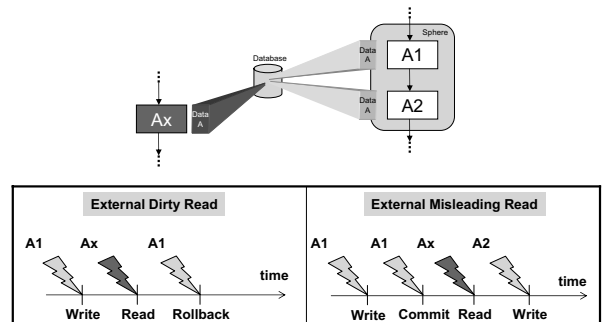 Sphere
Database
Data
A
A1
Data
A
A2
Ax
Data
A
External Dirty Read
A1 Ax A1
time
Write Read Rollback
External Misleading Read
A1 A1 Ax A2
time
Write Commit Read Write